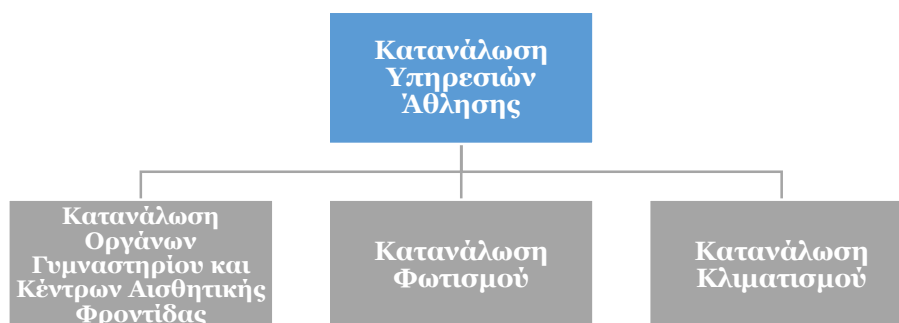 Κατανάλωση
Υπηρεσιών
Άθλησης
Κατανάλωση
Οργάνων
Γυμναστηρίου και
Κέντρων Αισθητικής
Φροντίδας
Κατανάλωση
Φωτισμού
Κατανάλωση
Κλιματισμού